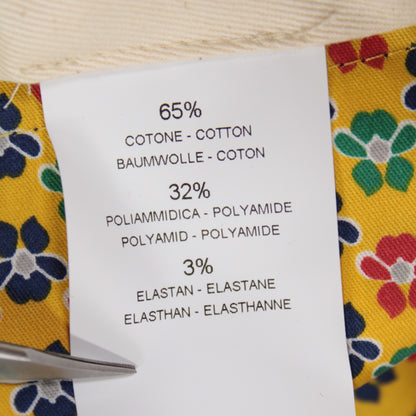 65%
COTONE - COTTON
BAUMWOLLE - COTON
32%
POLIAMMIDICA - POLYAMIDE
POLYAMID - POLYAMIDE
3%
ELASTAN - ELASTANE
ELASTHAN - ELASTHANNE